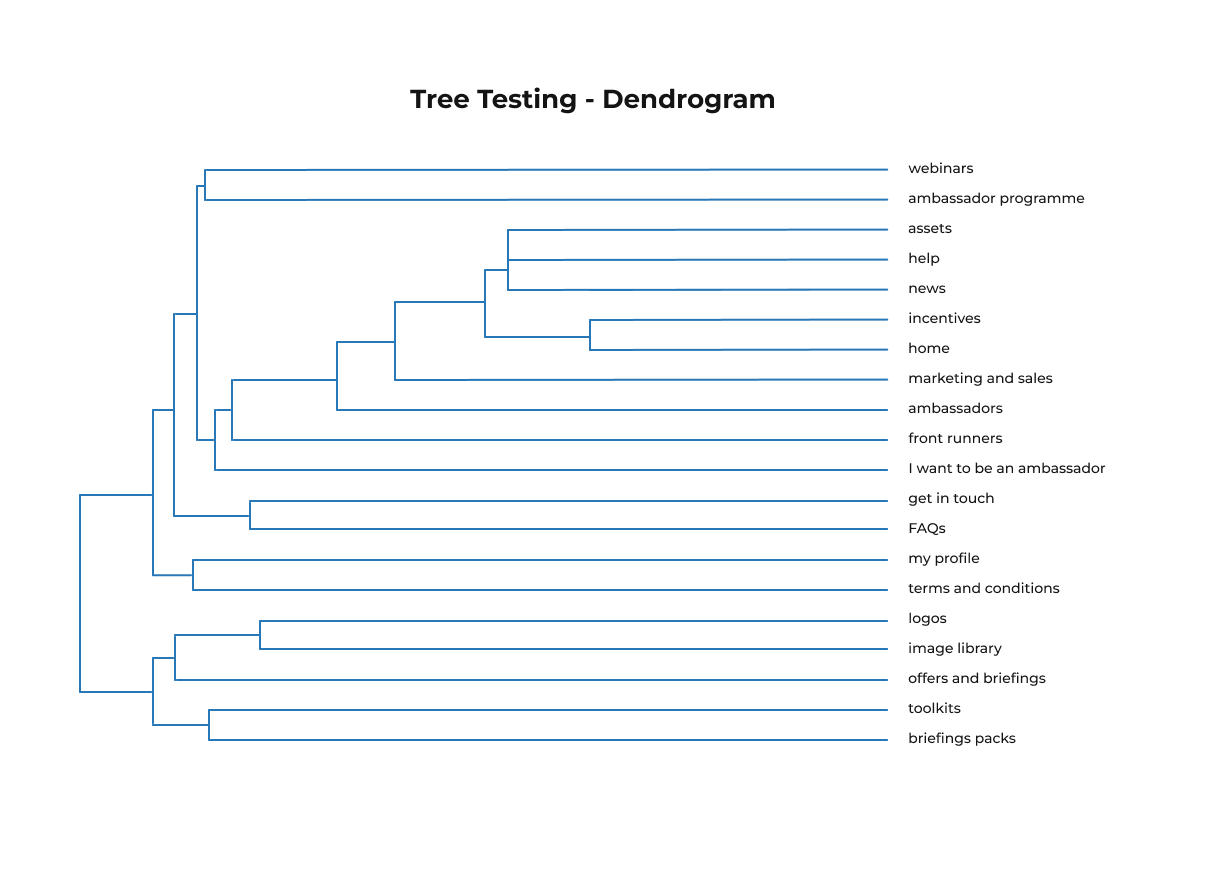 Tree Testing - Dendrogram
webinars
ambassador programme
assets
help
news
incentives
home
marketing and sales
ambassadors
front runners
I want to be an ambassador
get in touch
FAQs
my profile
terms and conditions
logos
image library
offers and briefings
toolkits
briefings packs